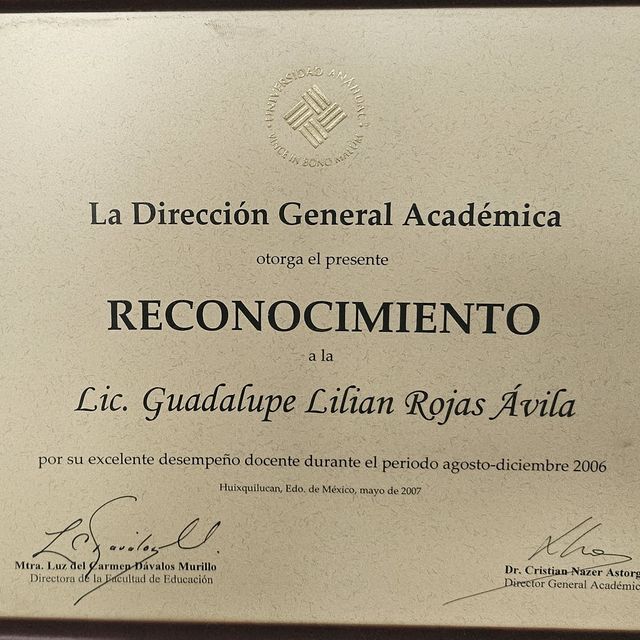 UNIVERSIDAD ANÁHUAC
VINCE IN BONO MALUM
La Dirección General Académica
otorga el presente
RECONOCIMIENTO
a la
Lic. Guadalupe Lilian Rojas Ávila
por su excelente desempeño docente durante el periodo agosto-diciembre 2006
Huixquilucan, Edo. de México, mayo de 2007
Mtra. Luz del Carmen Dávalos Murillo
Directora de la Facultad de Educación
Dr. Cristian Nazer Astorg
Director General Académic